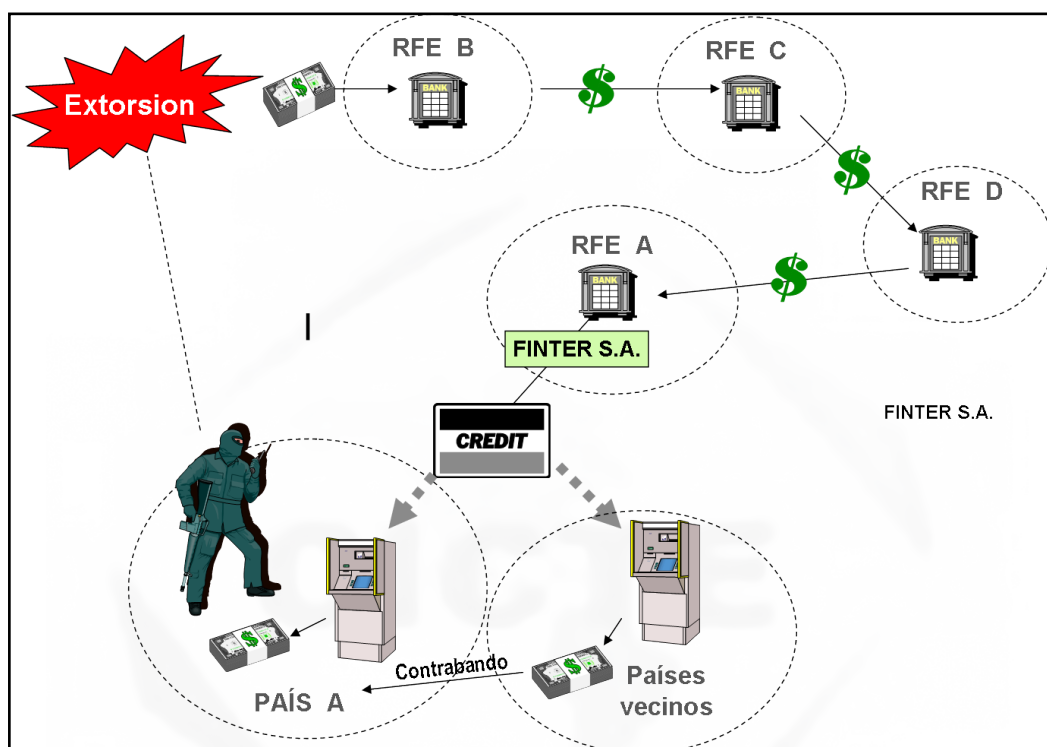 RFE B
RFE C
Extorsion
BANK
BANK
RFE D
BANK
RFE A
BANK
I
FINTER S.A.
FINTER S.A.
CREDIT
Contrabando
PAÍS A
Países
vecinos